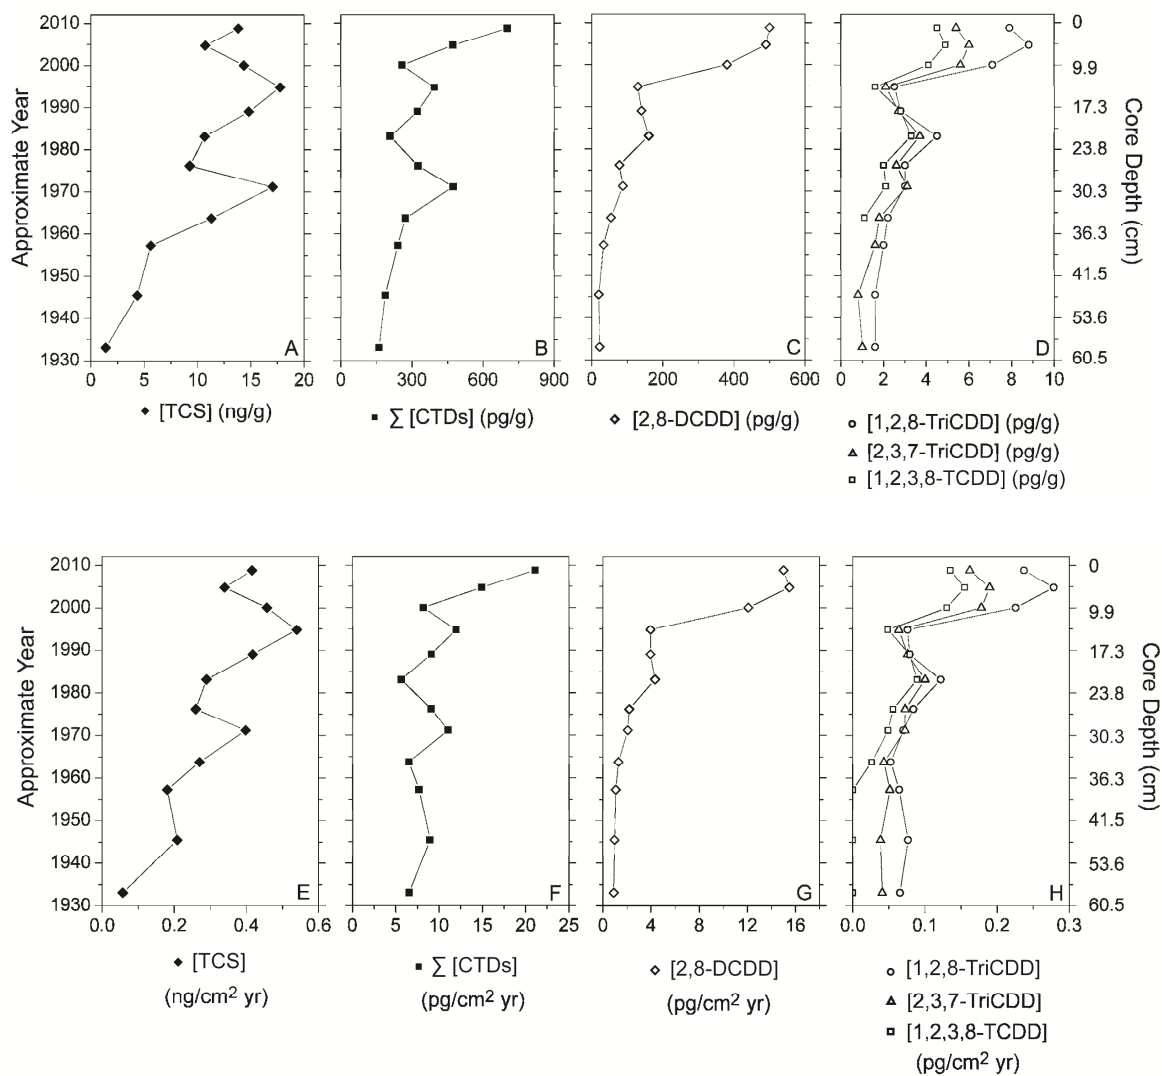 2010
2000
1990
1980
1970
1960
1950
1940
1930
Approximate Year
A
0 5 10 15 20
[TCS] (ng/g)
B
0 300 600 900
∑ [CTDs] (pg/g)
C
0 200 400 600
[2,8-DCDD] (pg/g)
D
0 2 4 6 8 10
[1,2,8-TriCDD] (pg/g)
[2,3,7-TriCDD] (pg/g)
[1,2,3,8-TCDD] (pg/g)
0
9.9
17.3
23.8
30.3
36.3
41.5
53.6
60.5
Core Depth (cm)
2010
2000
1990
1980
1970
1960
1950
1940
1930
Approximate Year
E
0.0 0.2 0.4 0.6
[TCS]
(ng/cm² yr)
F
0 5 10 15 20 25
∑ [CTDs]
(pg/cm² yr)
G
0 4 8 12 16
[2,8-DCDD]
(pg/cm² yr)
H
0.0 0.1 0.2 0.3
[1,2,8-TriCDD]
[2,3,7-TriCDD]
[1,2,3,8-TCDD]
(pg/cm² yr)
0
9.9
17.3
23.8
30.3
36.3
41.5
53.6
60.5
Core Depth (cm)